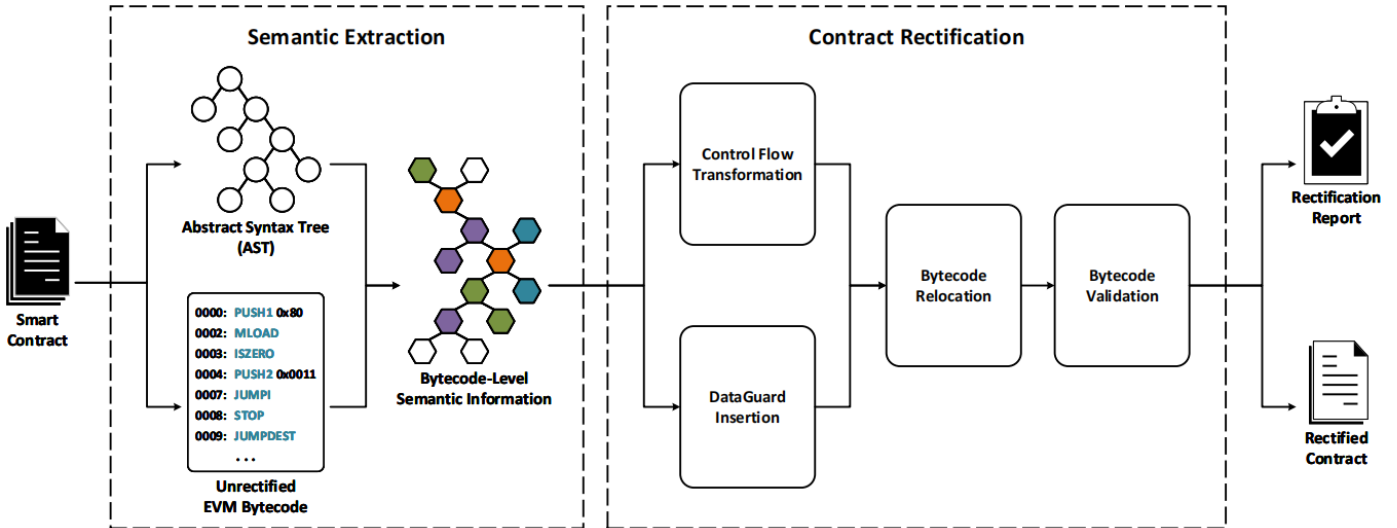 Semantic Extraction
Contract Rectification
Smart
Contract
Abstract Syntax Tree
(AST)
0000: PUSH1 0x80
0002: MLOAD
0003: ISZERO
0004: PUSH2 0x0011
0007: JUMPI
0008: STOP
0009: JUMPDEST
...
Unrectified
EVM Bytecode
Bytecode-Level
Semantic Information
Control Flow
Transformation
DataGuard
Insertion
Bytecode
Relocation
Bytecode
Validation
Rectification
Report
Rectified
Contract